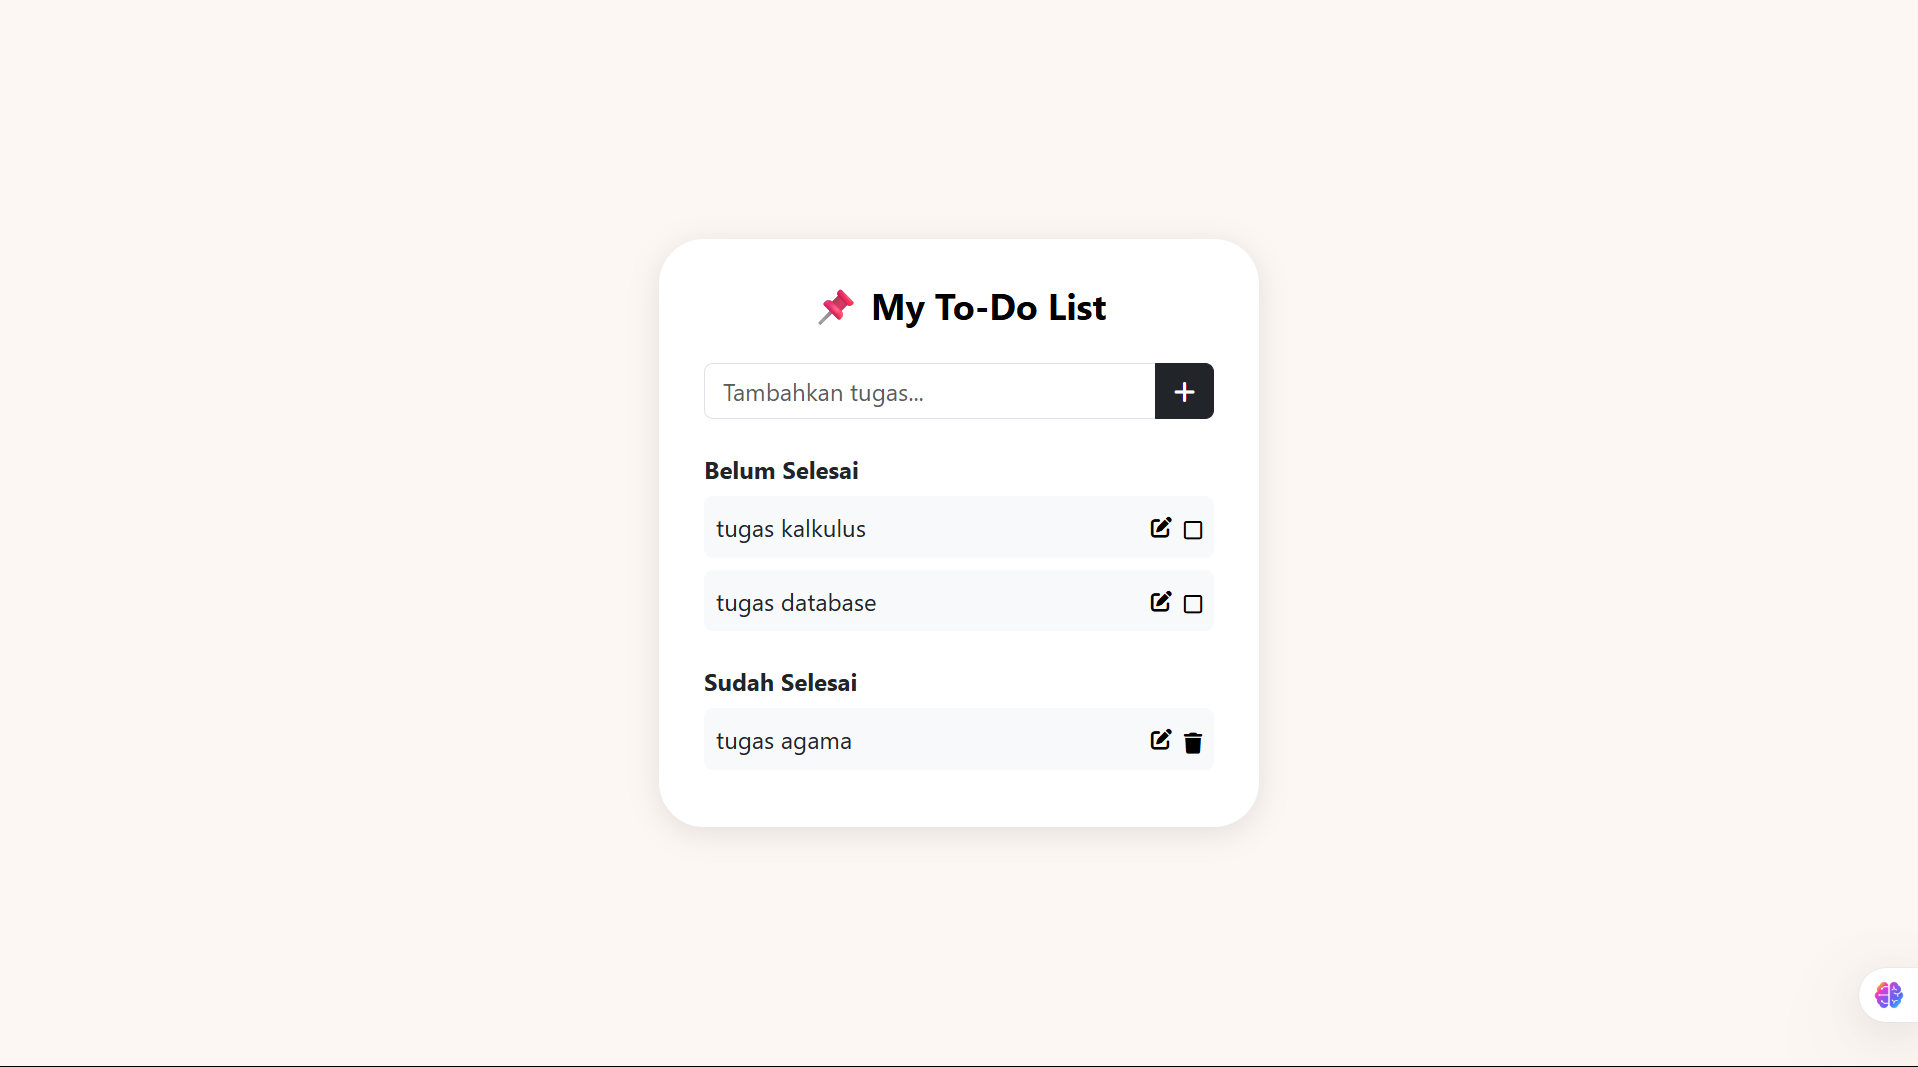 My To-Do List
Tambahkan tugas...
Belum Selesai
tugas kalkulus
tugas database
Sudah Selesai
tugas agama